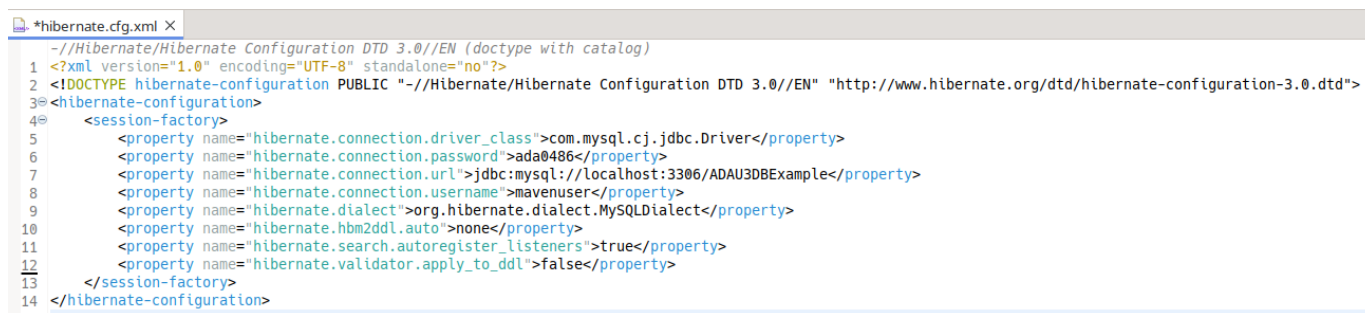 *hibernate.cfg.xml ×
-//Hibernate/Hibernate Configuration DTD 3.0//EN (doctype with catalog)
1 <?xml version="1.0" encoding="UTF-8" standalone="no"?>
2 <!DOCTYPE hibernate-configuration PUBLIC "-//Hibernate/Hibernate Configuration DTD 3.0//EN" "http://www.hibernate.org/dtd/hibernate-configuration-3.0.dtd">
3 <hibernate-configuration>
4 <session-factory>
5 <property name="hibernate.connection.driver_class">com.mysql.cj.jdbc.Driver</property>
6 <property name="hibernate.connection.password">ada0486</property>
7 <property name="hibernate.connection.url">jdbc:mysql://localhost:3306/ADAU3DBExample</property>
8 <property name="hibernate.connection.username">mavenuser</property>
9 <property name="hibernate.dialect">org.hibernate.dialect.MySQLDialect</property>
10 <property name="hibernate.hbm2ddl.auto">none</property>
11 <property name="hibernate.search.autoregister_listeners">true</property>
12 <property name="hibernate.validator.apply_to_ddl">false</property>
13 </session-factory>
14 </hibernate-configuration>